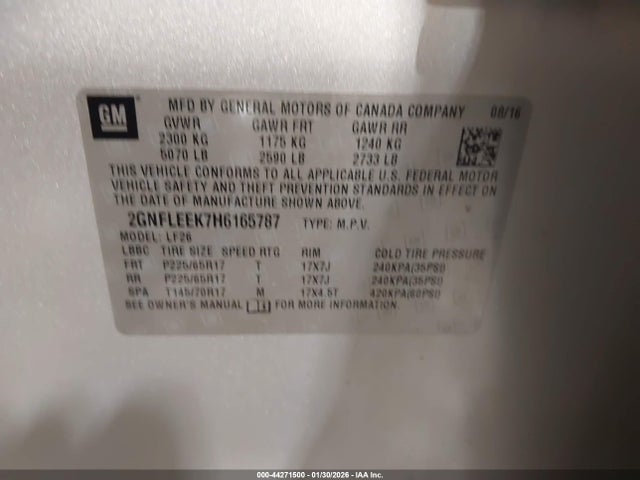 GM
MFD BY GENERAL MOTORS OF CANADA COMPANY 08/16
GVWR GAWR FRT GAWR RR
2300 KG 1175 KG 1240 KG
5070 LB 2590 LB 2733 LB
THIS VEHICLE CONFORMS TO ALL APPLICABLE U.S. FEDERAL MOTOR
VEHICLE SAFETY AND THEFT PREVENTION STANDARDS IN EFFECT ON
THE DATE OF MANUFACTURE SHOWN ABOVE.
2GNFLEEK7H6165787 TYPE: M.P.V.
MODEL: LF26
LBBC TIRE SIZE SPEED RTG RIM COLD TIRE PRESSURE
FRT P225/65R17 T 17X7J 240KPA(35PSI)
RR P225/65R17 T 17X7J 240KPA(35PSI)
SPA T145/70R17 M 17X4.5T 420KPA(60PSI)
SEE OWNER'S MANUAL FOR MORE INFORMATION
000-44271500 - 01/30/2026 - IAA Inc.